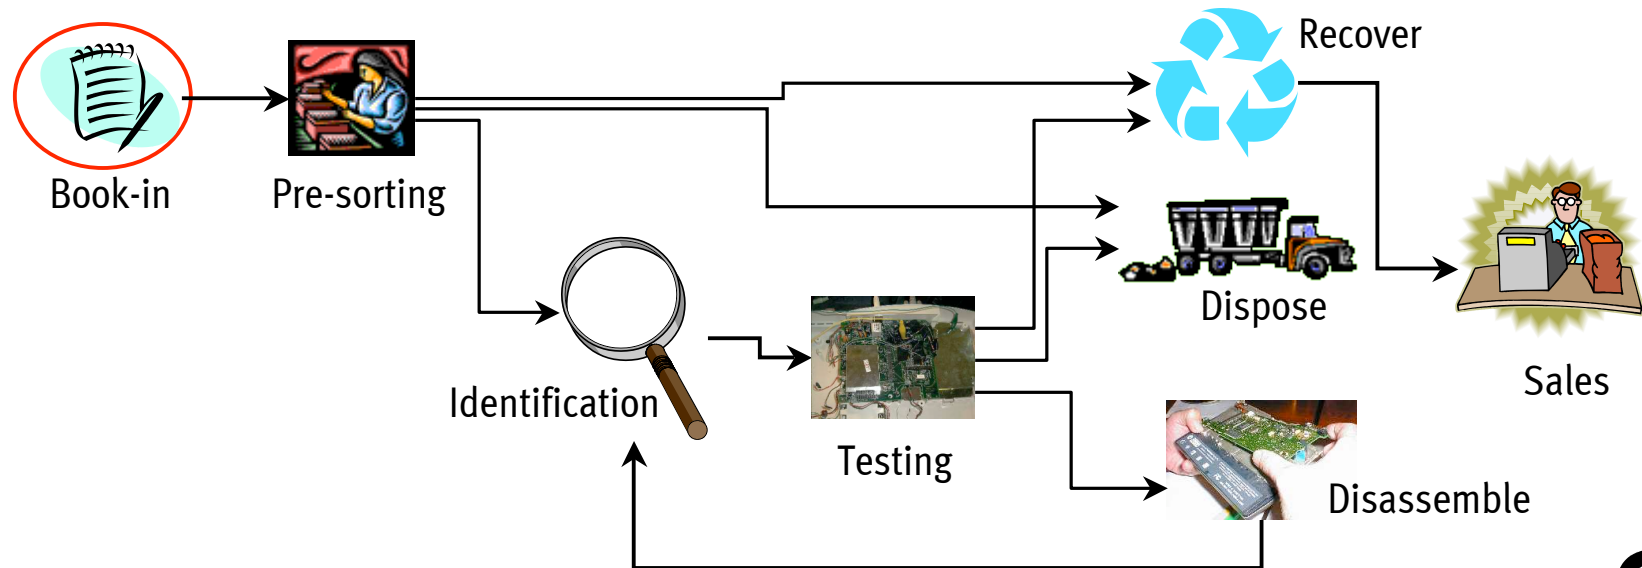 Recover
Book-in
Pre-sorting
Dispose
Sales
Identification
Testing
Disassemble